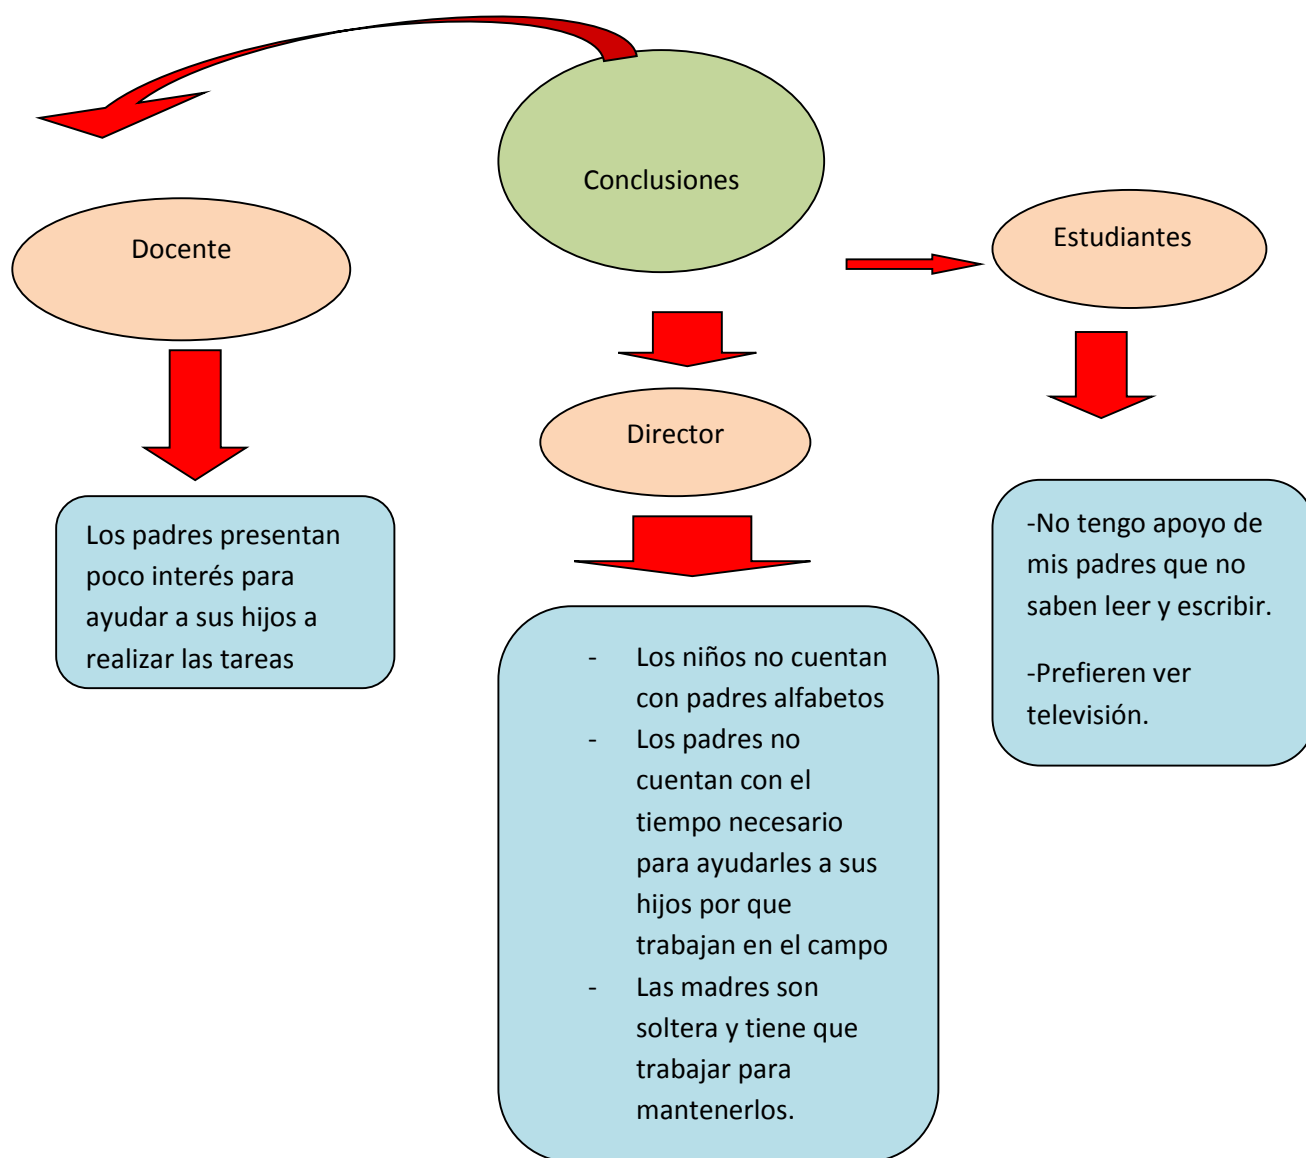 Conclusiones
Docente
Estudiantes
Director
Los padres presentan
poco interés para
ayudar a sus hijos a
realizar las tareas
-No tengo apoyo de
mis padres que no
saben leer y escribir.
-Prefieren ver
televisión.
- Los niños no cuentan
con padres alfabetos
- Los padres no
cuentan con el
tiempo necesario
para ayudarles a sus
hijos por que
trabajan en el campo
- Las madres son
soltera y tiene que
trabajar para
mantenerlos.